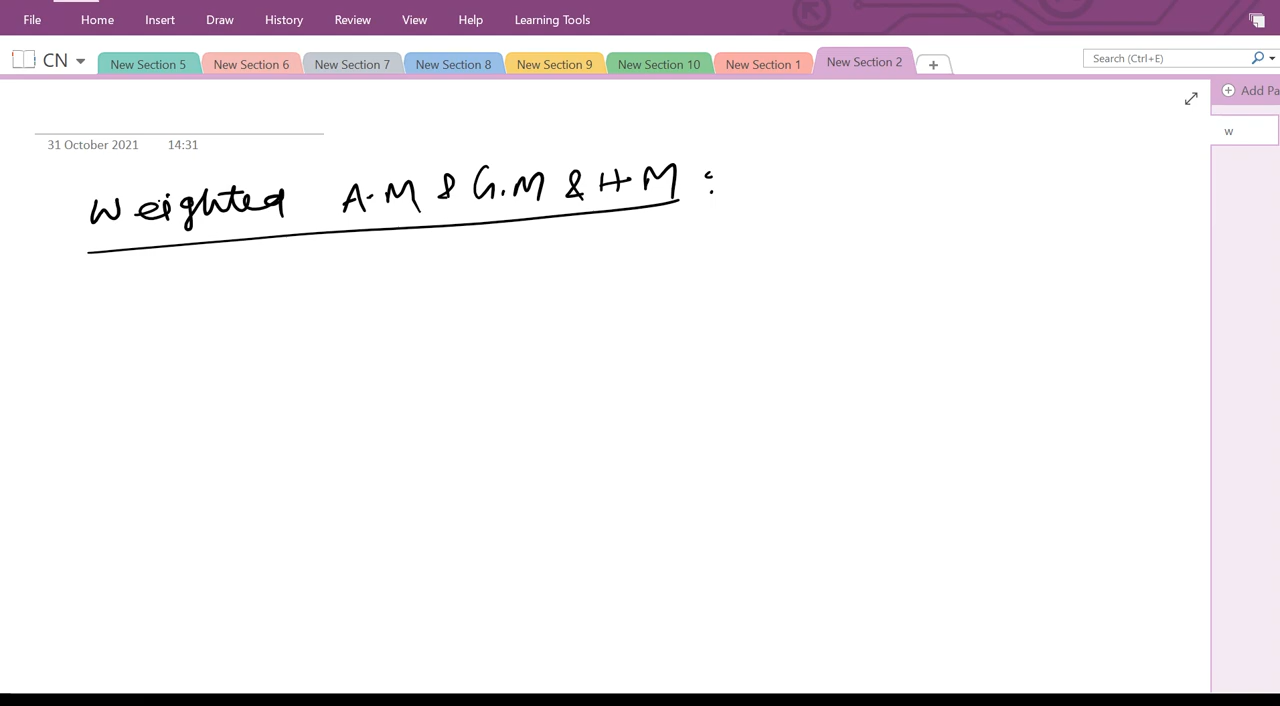 File Home Insert Draw History Review View Help Learning Tools
CN New Section 5 New Section 6 New Section 7 New Section 8 New Section 9 New Section 10 New Section 1 New Section 2 + Search (Ctrl+E)
Add Pa
w
31 October 2021 14:31
Weighted A.M & G.M & H.M :